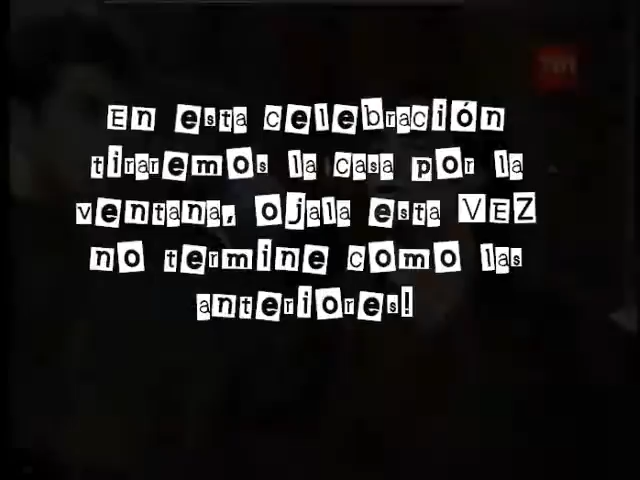 En esta celebración
tiraremos la casa por la
ventana, ojala esta VEZ
no termine como las
anteriores!